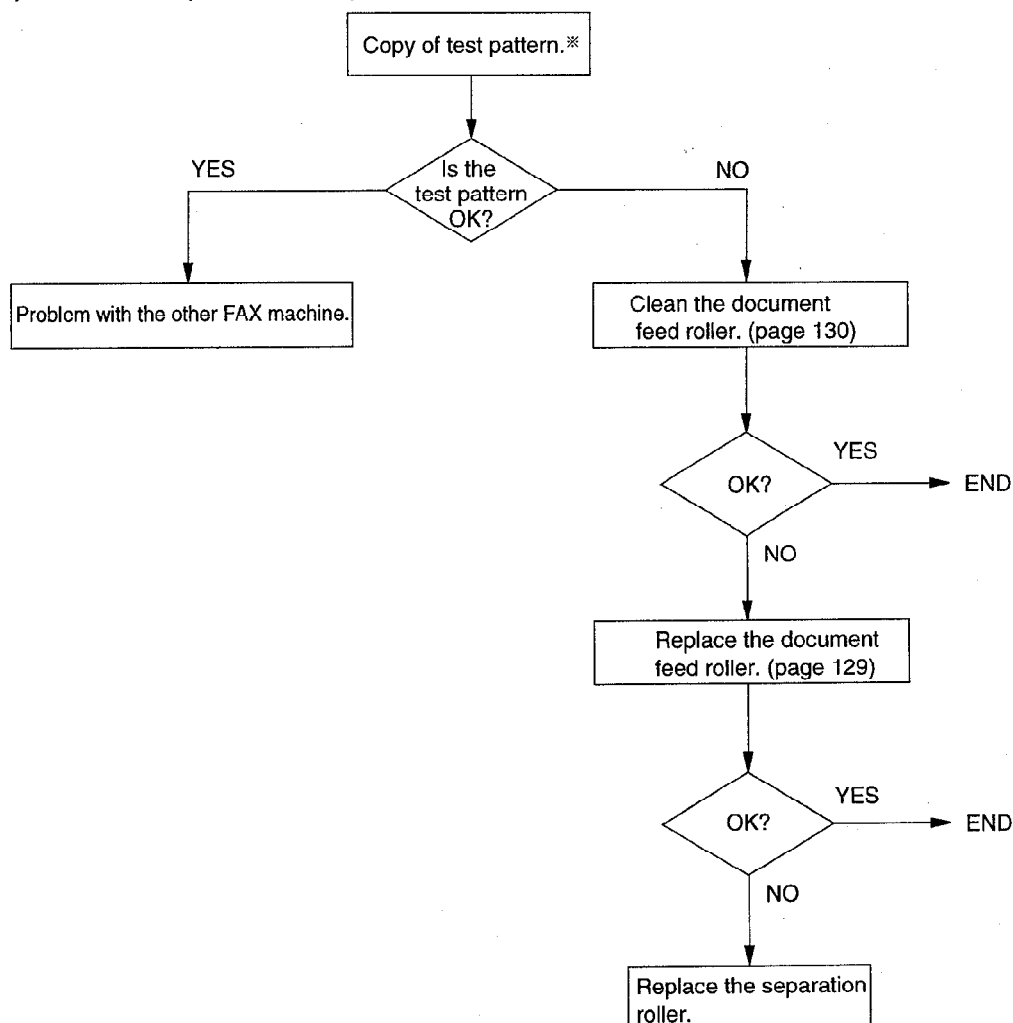 Copy of test pattern.※
Is the
test pattern
OK?
YES
NO
Problem with the other FAX machine.
Clean the document
feed roller. (page 130)
OK?
YES
END
NO
Replace the document
feed roller. (page 129)
OK?
YES
END
NO
Replace the separation
roller.